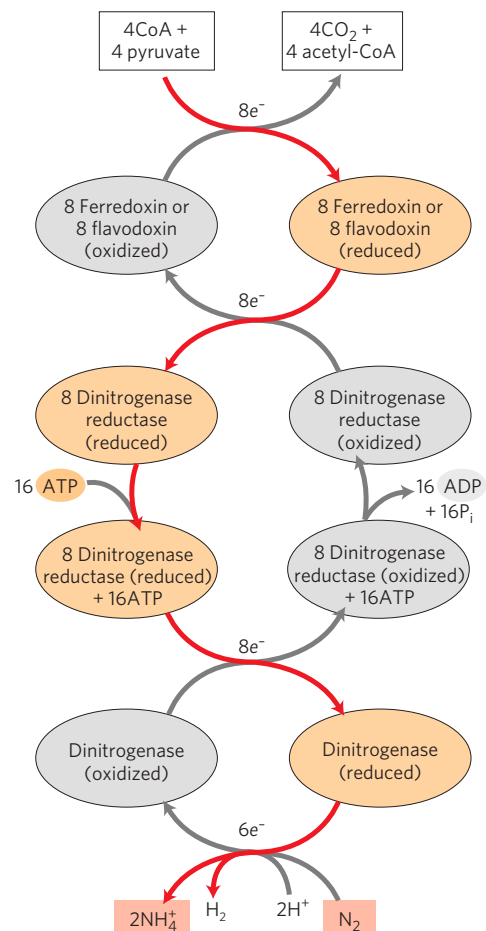 4CoA +
4 pyruvate
4CO₂ +
4 acetyl-CoA
8e⁻
8 Ferredoxin or
8 flavodoxin
(oxidized)
8 Ferredoxin or
8 flavodoxin
(reduced)
8e⁻
8 Dinitrogenase
reductase
(reduced)
8 Dinitrogenase
reductase
(oxidized)
16 ATP
16 ADP
+ 16Pᵢ
8 Dinitrogenase
reductase (reduced)
+ 16ATP
8 Dinitrogenase
reductase (oxidized)
+ 16ATP
8e⁻
Dinitrogenase
(oxidized)
Dinitrogenase
(reduced)
6e⁻
2NH₄⁺
H₂
2H⁺
N₂